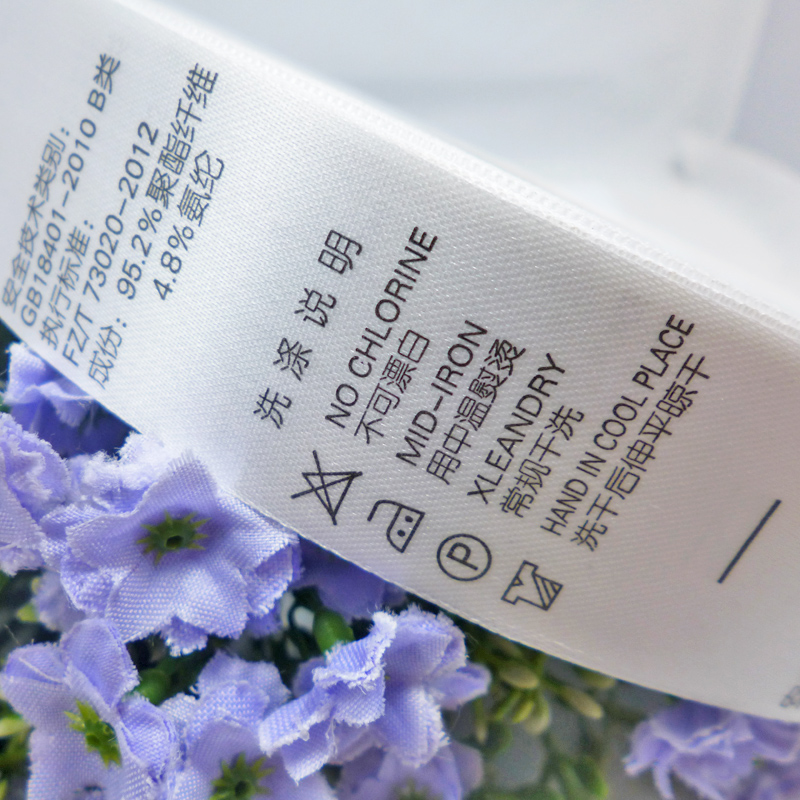 安全技术类别：
GB18401-2010 B类
执行标准：
FZ/T 73020-2012
成份：95.2%聚酯纤维
4.8%氨纶
洗涤说明
NO CHLORINE
不可漂白
MID-IRON
用中温熨烫
P
XLEANDRY
常规干洗
HAND IN COOL PLACE
洗干后伸平晾干